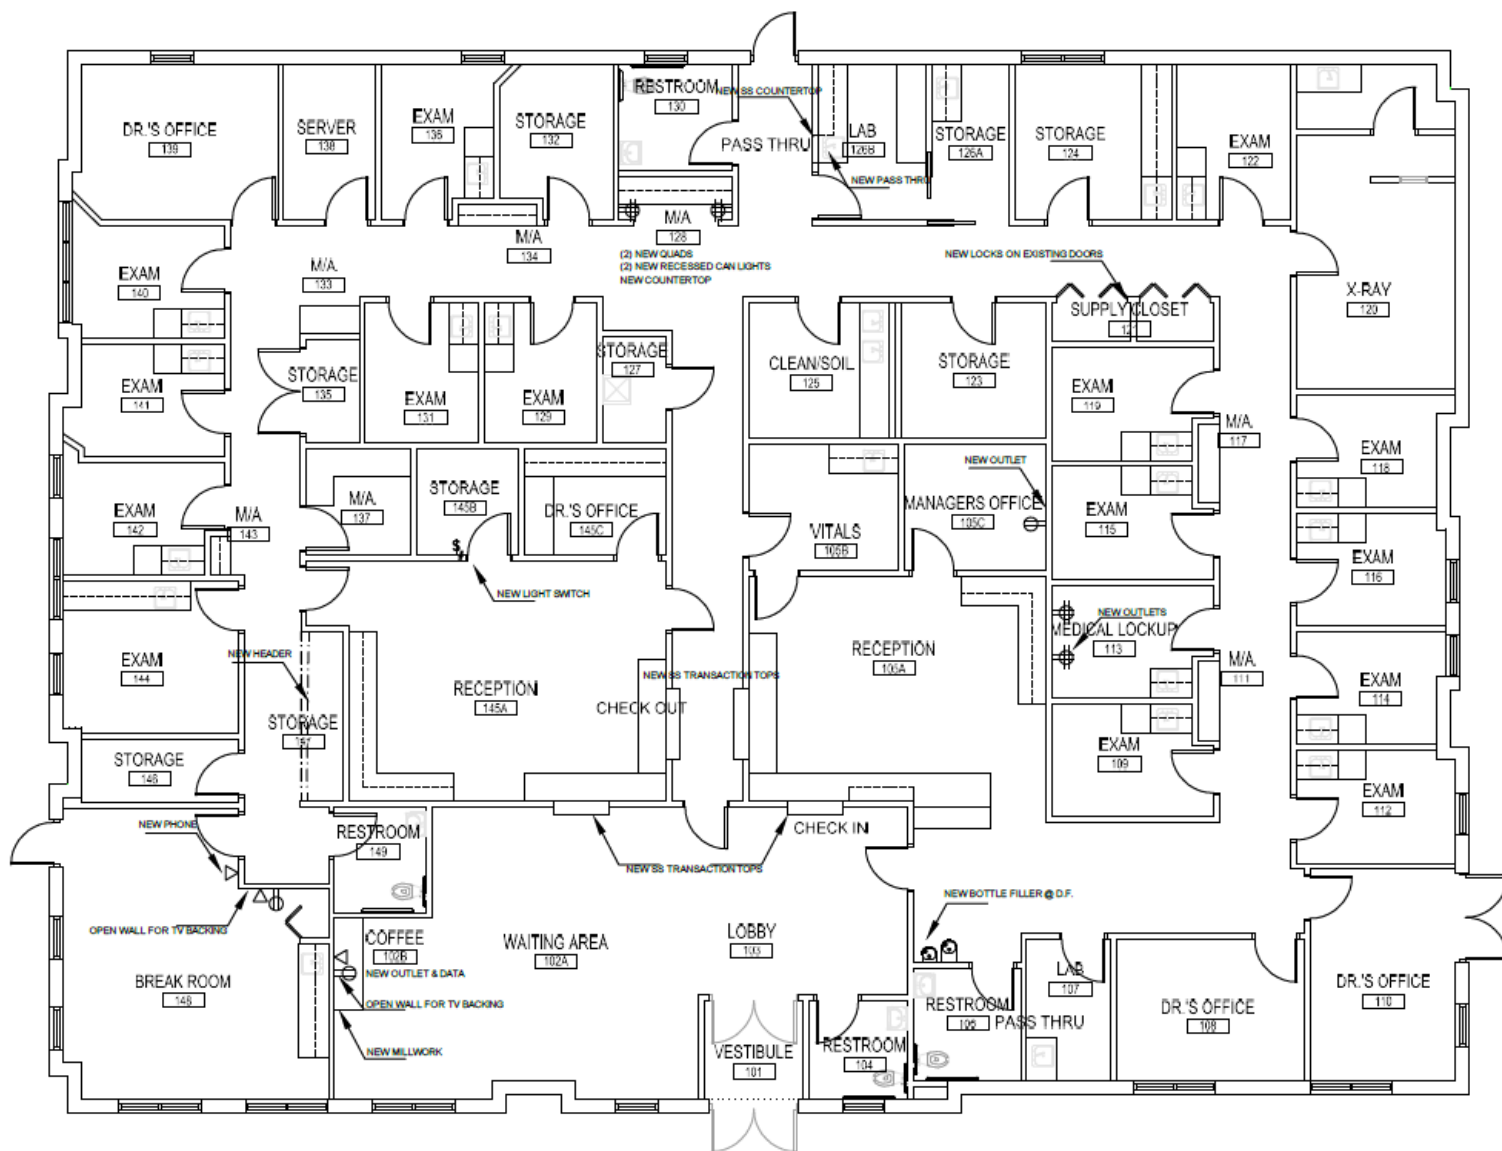 RESTROOM
130
NEW SS COUNTERTOP
DR.'S OFFICE
139
SERVER
138
EXAM
136
STORAGE
132
PASS THRU
LAB
126B
STORAGE
126A
STORAGE
124
EXAM
122
NEW PASS THRU
M/A
128
(2) NEW QUADS
(2) NEW RECESSED CAN LIGHTS
NEW COUNTERTOP
M/A
134
M/A
133
NEW LOCKS ON EXISTING DOORS
EXAM
140
SUPPLY CLOSET
121
X-RAY
120
EXAM
141
STORAGE
135
EXAM
131
EXAM
129
STORAGE
127
CLEAN/SOIL
125
STORAGE
123
EXAM
119
M/A
117
EXAM
118
EXAM
142
M/A
143
M/A
137
STORAGE
145B
DR.'S OFFICE
145C
VITALS
105B
NEW OUTLET
MANAGERS OFFICE
105C
EXAM
115
EXAM
116
NEW LIGHT SWITCH
$
NEW OUTLETS
MEDICAL LOCKUP
113
M/A
111
EXAM
144
NEW HEADER
STORAGE
RECEPTION
145A
CHECK OUT
NEW SS TRANSACTION TOPS
RECEPTION
105A
EXAM
114
STORAGE
146
EXAM
109
EXAM
112
NEW PHONE
RESTROOM
149
NEW SS TRANSACTION TOPS
CHECK IN
NEW BOTTLE FILLER @ D.F.
OPEN WALL FOR TV BACKING
BREAK ROOM
148
COFFEE
102B
NEW OUTLET & DATA
OPEN WALL FOR TV BACKING
NEW MILLWORK
WAITING AREA
102A
LOBBY
103
VESTIBULE
101
RESTROOM
104
RESTROOM
106
PASS THRU
LAB
107
DR.'S OFFICE
108
DR.'S OFFICE
110